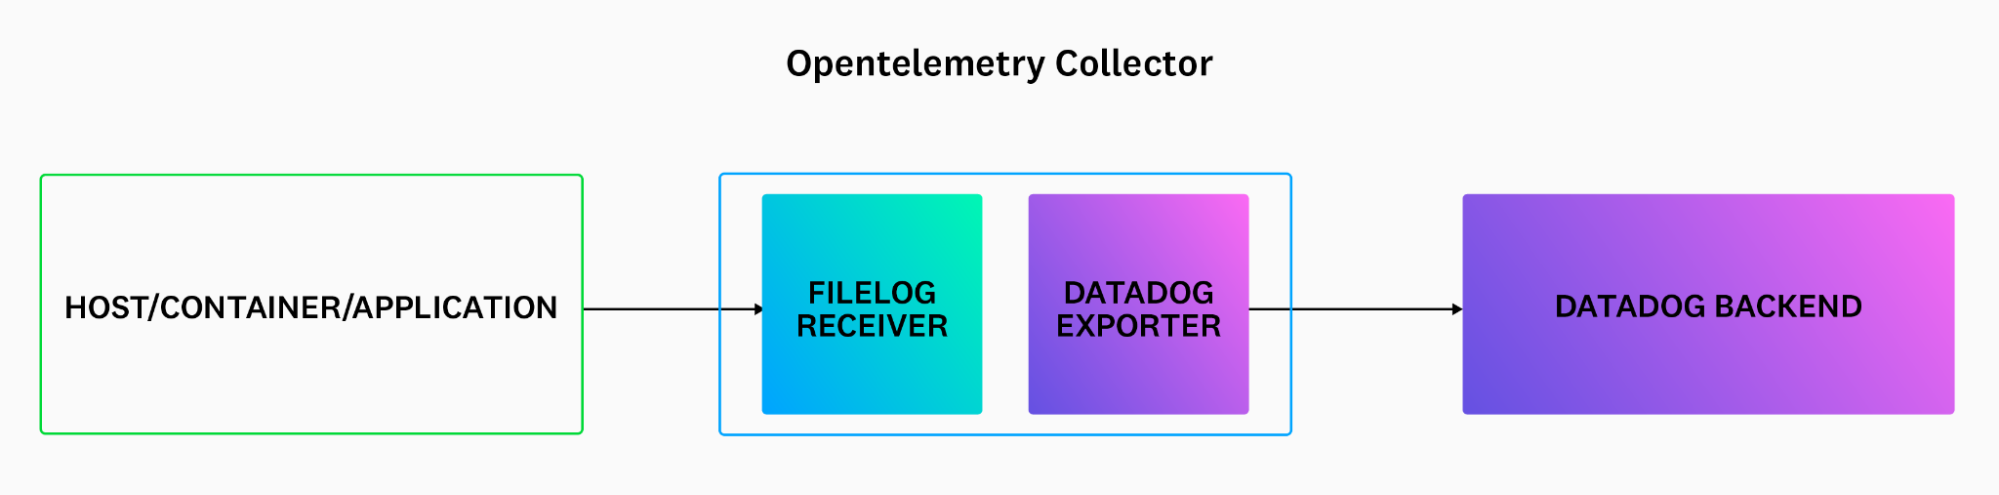 Opentelemetry Collector
HOST/CONTAINER/APPLICATION
FILELOG
RECEIVER
DATADOG
EXPORTER
DATADOG BACKEND